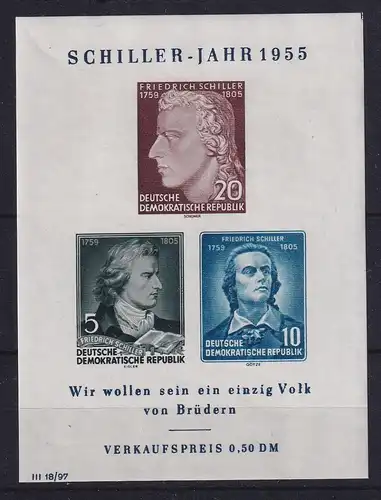 SCHILLER-JAHR 1955
FRIEDRICH SCHILLER
1759 1805
20
DEUTSCHE
DEMOKRATISCHE REPUBLIK
1759 1805
5
FRIEDRICH SCHILLER
DEUTSCHE
DEMOKRATISCHE REPUBLIK
EIGLER
FRIEDRICH SCHILLER
1759 1805
10
DEUTSCHE
DEMOKRATISCHE REPUBLIK
GÖTZE
Wir wollen sein ein einzig Volk
von Brüdern
VERKAUFSPREIS 0,50 DM
III 18/97